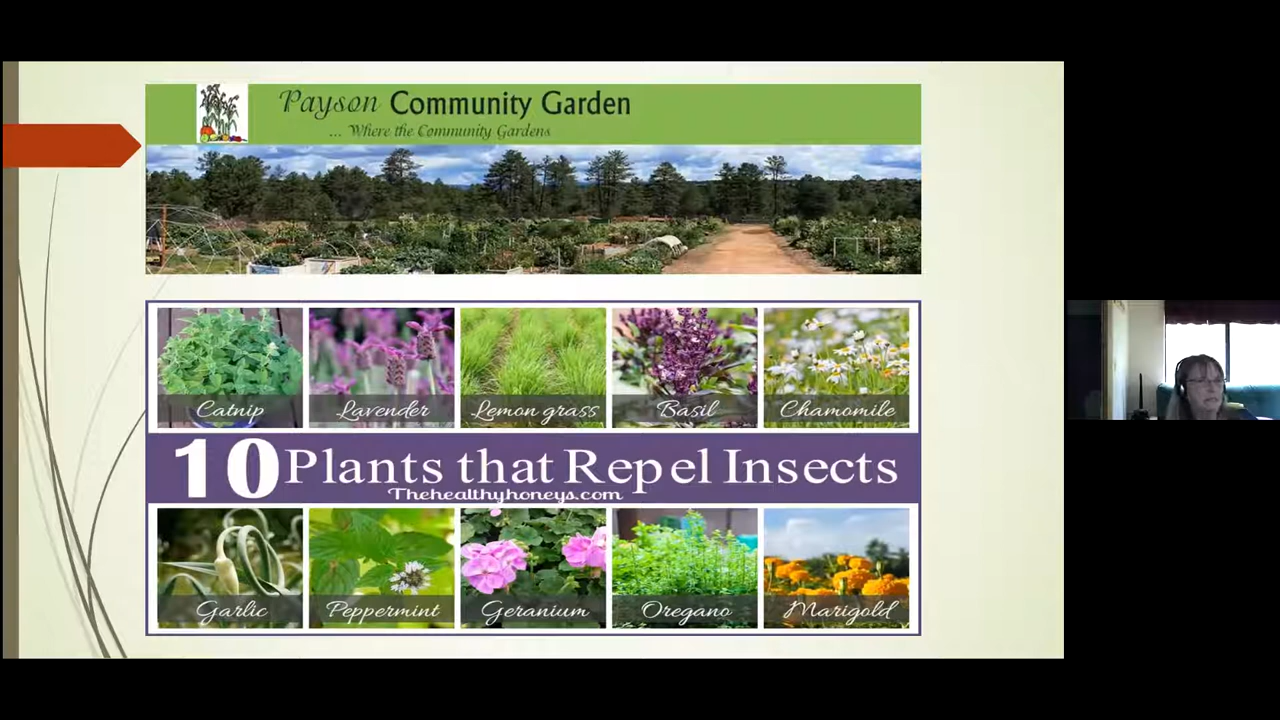 Payson Community Garden
... Where the Community Gardens
Catnip
Lavender
Lemon grass
Basil
Chamomile
10 Plants that Repel Insects
Thehealthyhoneys.com
Garlic
Peppermint
Geranium
Oregano
Marigold